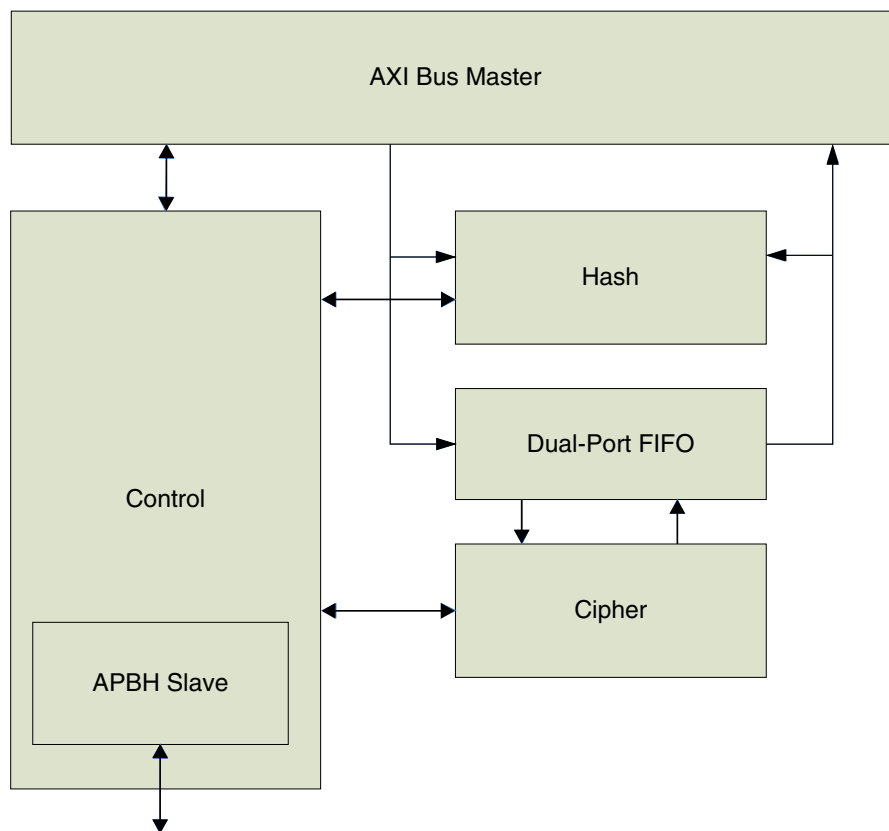 AXI Bus Master
Hash
Dual-Port FIFO
Control
Cipher
APBH Slave